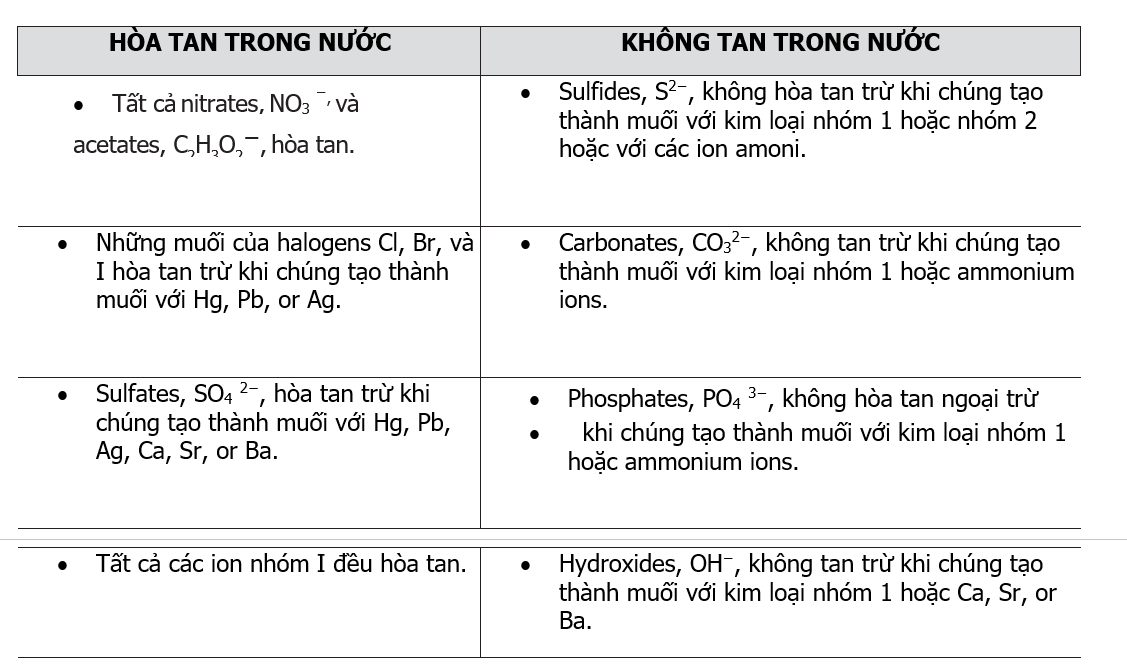 HÒA TAN TRONG NƯỚC
KHÔNG TAN TRONG NƯỚC
• Tất cả nitrates, NO₃ ⁻, và
acetates, C₂H₃O₂⁻, hòa tan.
• Sulfides, S²⁻, không hòa tan trừ khi chúng tạo
thành muối với kim loại nhóm 1 hoặc nhóm 2
hoặc với các ion amoni.
• Những muối của halogens Cl, Br, và
I hòa tan trừ khi chúng tạo thành
muối với Hg, Pb, or Ag.
• Carbonates, CO₃²⁻, không tan trừ khi chúng tạo
thành muối với kim loại nhóm 1 hoặc ammonium
ions.
• Sulfates, SO₄ ²⁻, hòa tan trừ khi
chúng tạo thành muối với Hg, Pb,
Ag, Ca, Sr, or Ba.
• Phosphates, PO₄ ³⁻, không hòa tan ngoại trừ
• khi chúng tạo thành muối với kim loại nhóm 1
hoặc ammonium ions.
• Tất cả các ion nhóm I đều hòa tan.
• Hydroxides, OH⁻, không tan trừ khi chúng tạo
thành muối với kim loại nhóm 1 hoặc Ca, Sr, or
Ba.